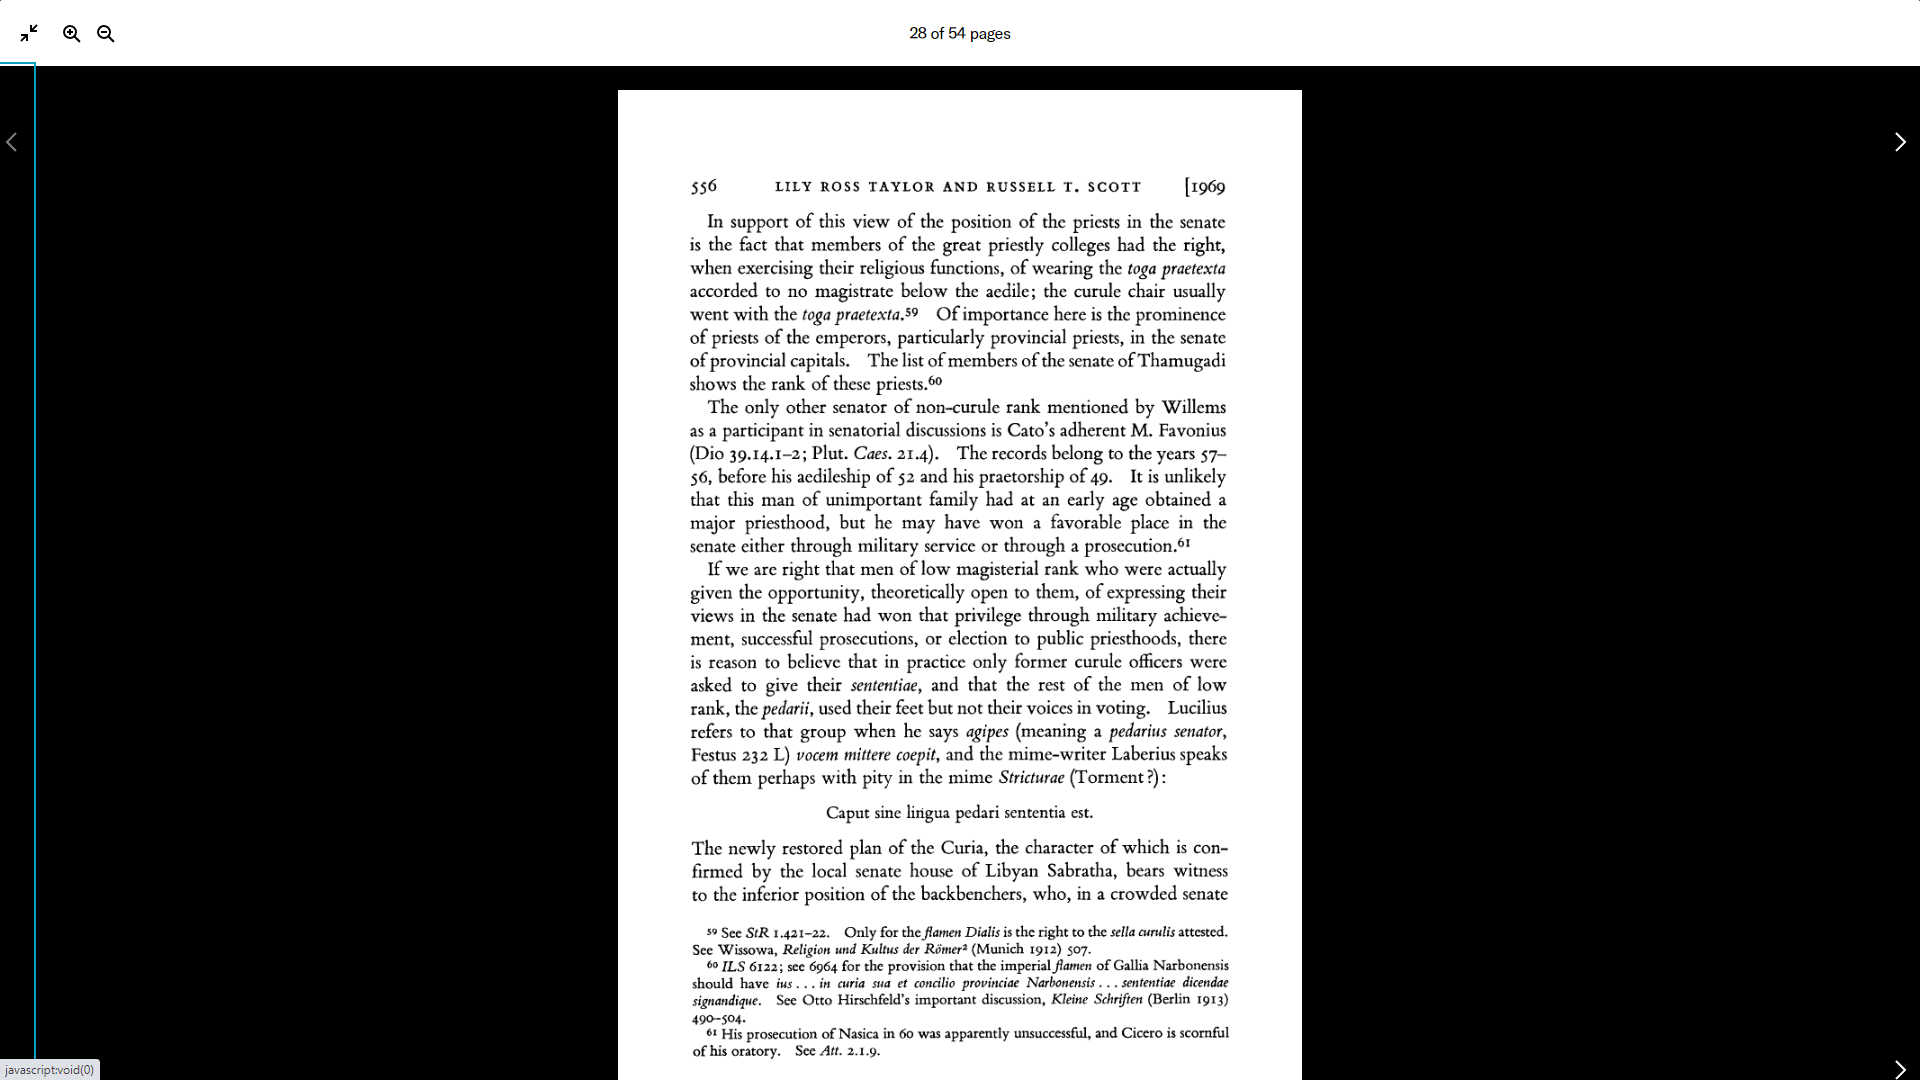 28 of 54 pages
556 LILY ROSS TAYLOR AND RUSSELL T. SCOTT [1969
In support of this view of the position of the priests in the senate
is the fact that members of the great priestly colleges had the right,
when exercising their religious functions, of wearing the toga praetexta
accorded to no magistrate below the aedile; the curule chair usually
went with the toga praetexta.⁵⁹ Of importance here is the prominence
of priests of the emperors, particularly provincial priests, in the senate
of provincial capitals. The list of members of the senate of Thamugadi
shows the rank of these priests.⁶⁰
The only other senator of non-curule rank mentioned by Willems
as a participant in senatorial discussions is Cato's adherent M. Favonius
(Dio 39.14.1–2; Plut. Caes. 21.4). The records belong to the years 57–
56, before his aedileship of 52 and his praetorship of 49. It is unlikely
that this man of unimportant family had at an early age obtained a
major priesthood, but he may have won a favorable place in the
senate either through military service or through a prosecution.⁶¹
If we are right that men of low magisterial rank who were actually
given the opportunity, theoretically open to them, of expressing their
views in the senate had won that privilege through military achieve-
ment, successful prosecutions, or election to public priesthoods, there
is reason to believe that in practice only former curule officers were
asked to give their sententiae, and that the rest of the men of low
rank, the pedarii, used their feet but not their voices in voting. Lucilius
refers to that group when he says agipes (meaning a pedarius senator,
Festus 232 L) vocem mittere coepit, and the mime-writer Laberius speaks
of them perhaps with pity in the mime Stricturae (Torment?):
Caput sine lingua pedari sententia est.
The newly restored plan of the Curia, the character of which is con-
firmed by the local senate house of Libyan Sabratha, bears witness
to the inferior position of the backbenchers, who, in a crowded senate
⁵⁹ See StR 1.421–22. Only for the flamen Dialis is the right to the sella curulis attested.
See Wissowa, Religion und Kultus der Römer² (Munich 1912) 507.
⁶⁰ ILS 6122; see 6964 for the provision that the imperial flamen of Gallia Narbonensis
should have ius . . . in curia sua et concilio provinciae Narbonensis . . . sententiae dicendae
signandique. See Otto Hirschfeld's important discussion, Kleine Schriften (Berlin 1913)
490–504.
⁶¹ His prosecution of Nasica in 60 was apparently unsuccessful, and Cicero is scornful
of his oratory. See Att. 2.1.9.
javascript:void(0)